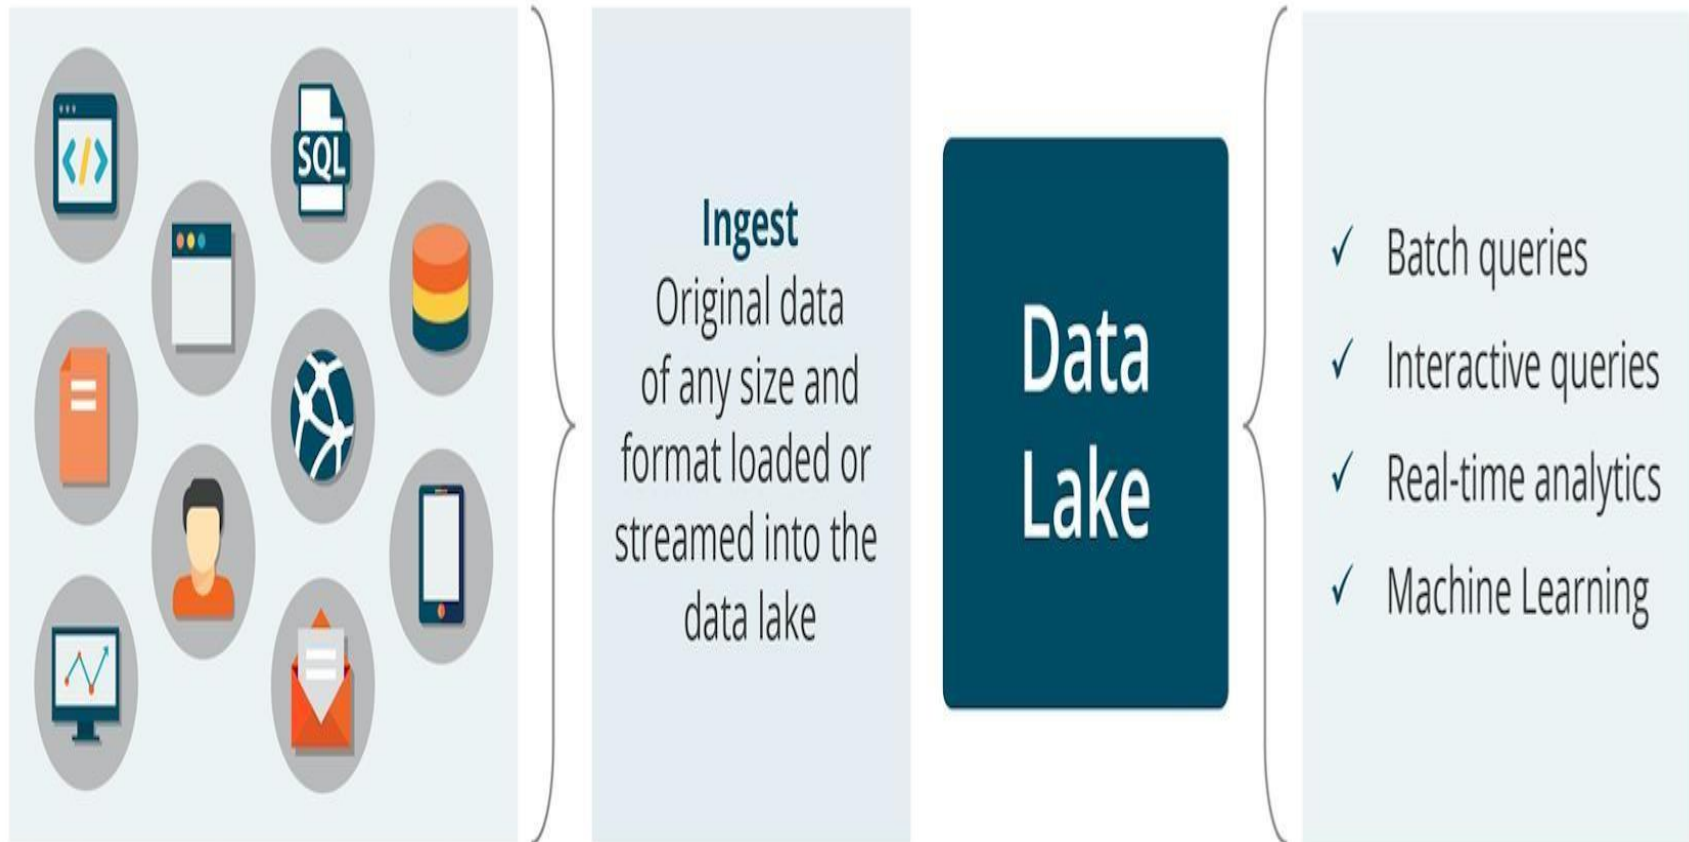 </>
SQL
Ingest
Original data
of any size and
format loaded or
streamed into the
data lake
Data
Lake
✓ Batch queries
✓ Interactive queries
✓ Real-time analytics
✓ Machine Learning